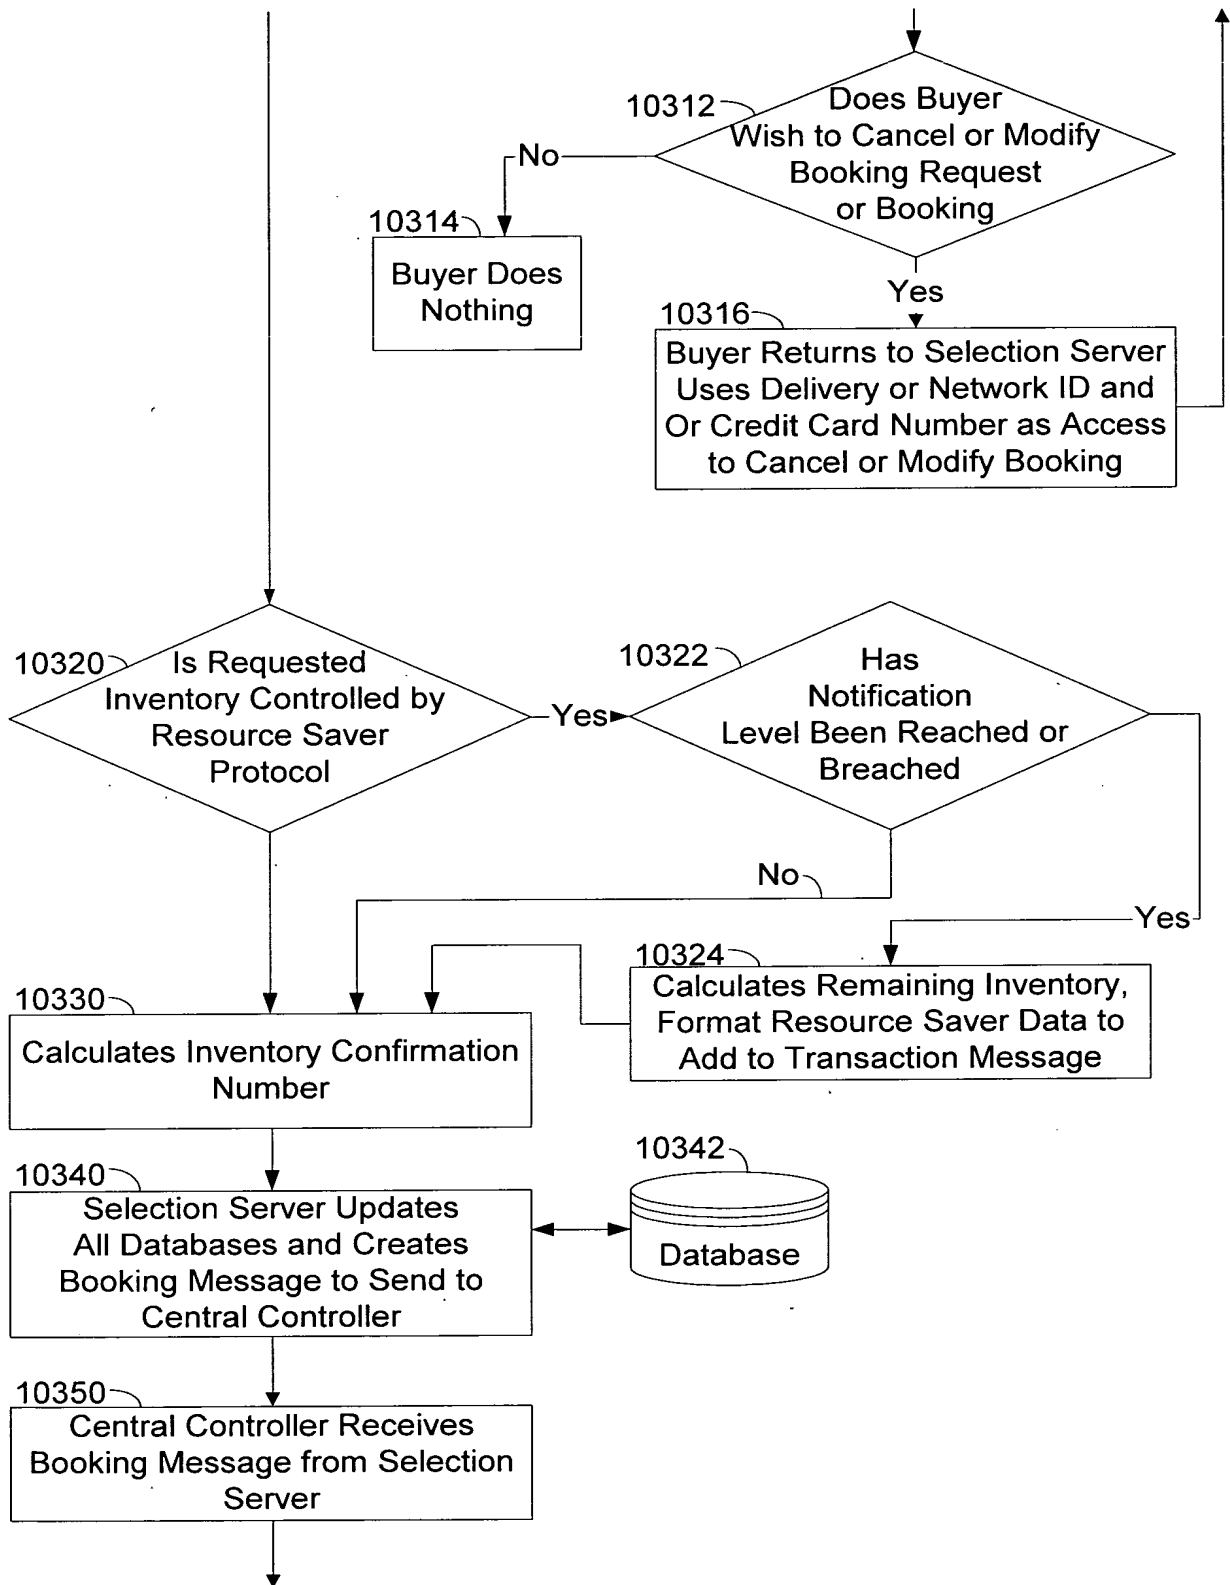 10312
Does Buyer
Wish to Cancel or Modify
Booking Request
or Booking
No
10314
Buyer Does
Nothing
Yes
10316
Buyer Returns to Selection Server
Uses Delivery or Network ID and
Or Credit Card Number as Access
to Cancel or Modify Booking
10320
Is Requested
Inventory Controlled by
Resource Saver
Protocol
Yes
10322
Has
Notification
Level Been Reached or
Breached
No
Yes
10324
Calculates Remaining Inventory,
Format Resource Saver Data to
Add to Transaction Message
10330
Calculates Inventory Confirmation
Number
10340
Selection Server Updates
All Databases and Creates
Booking Message to Send to
Central Controller
10342
Database
10350
Central Controller Receives
Booking Message from Selection
Server